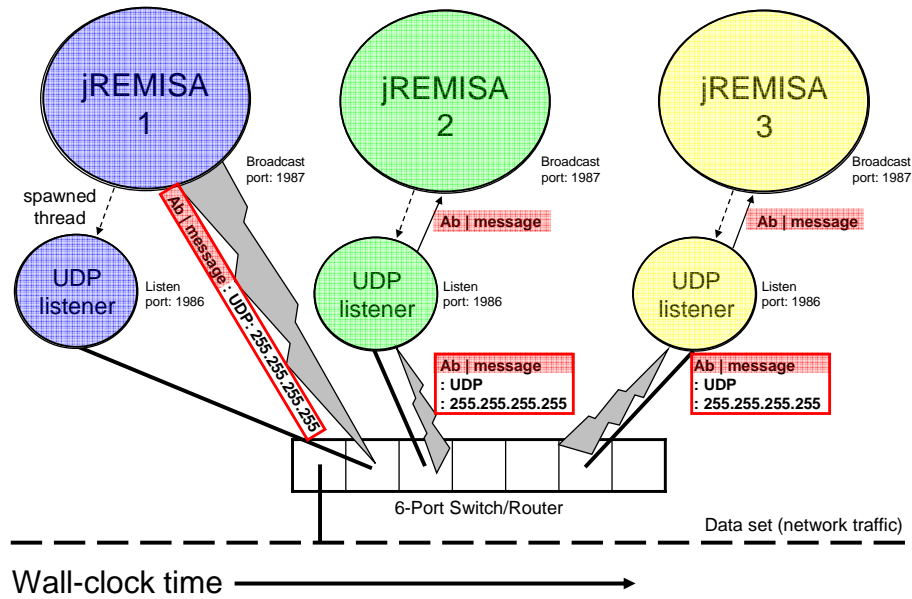 jREMISA
1
jREMISA
2
jREMISA
3
Broadcast
port: 1987
Broadcast
port: 1987
Broadcast
port: 1987
spawned
thread
Ab | message : UDP: 255.255.255.255
Ab | message
Ab | message
UDP
listener
Listen
port: 1986
UDP
listener
Listen
port: 1986
UDP
listener
Listen
port: 1986
Ab | message
: UDP
: 255.255.255.255
Ab | message
: UDP
: 255.255.255.255
6-Port Switch/Router
Data set (network traffic)
Wall-clock time